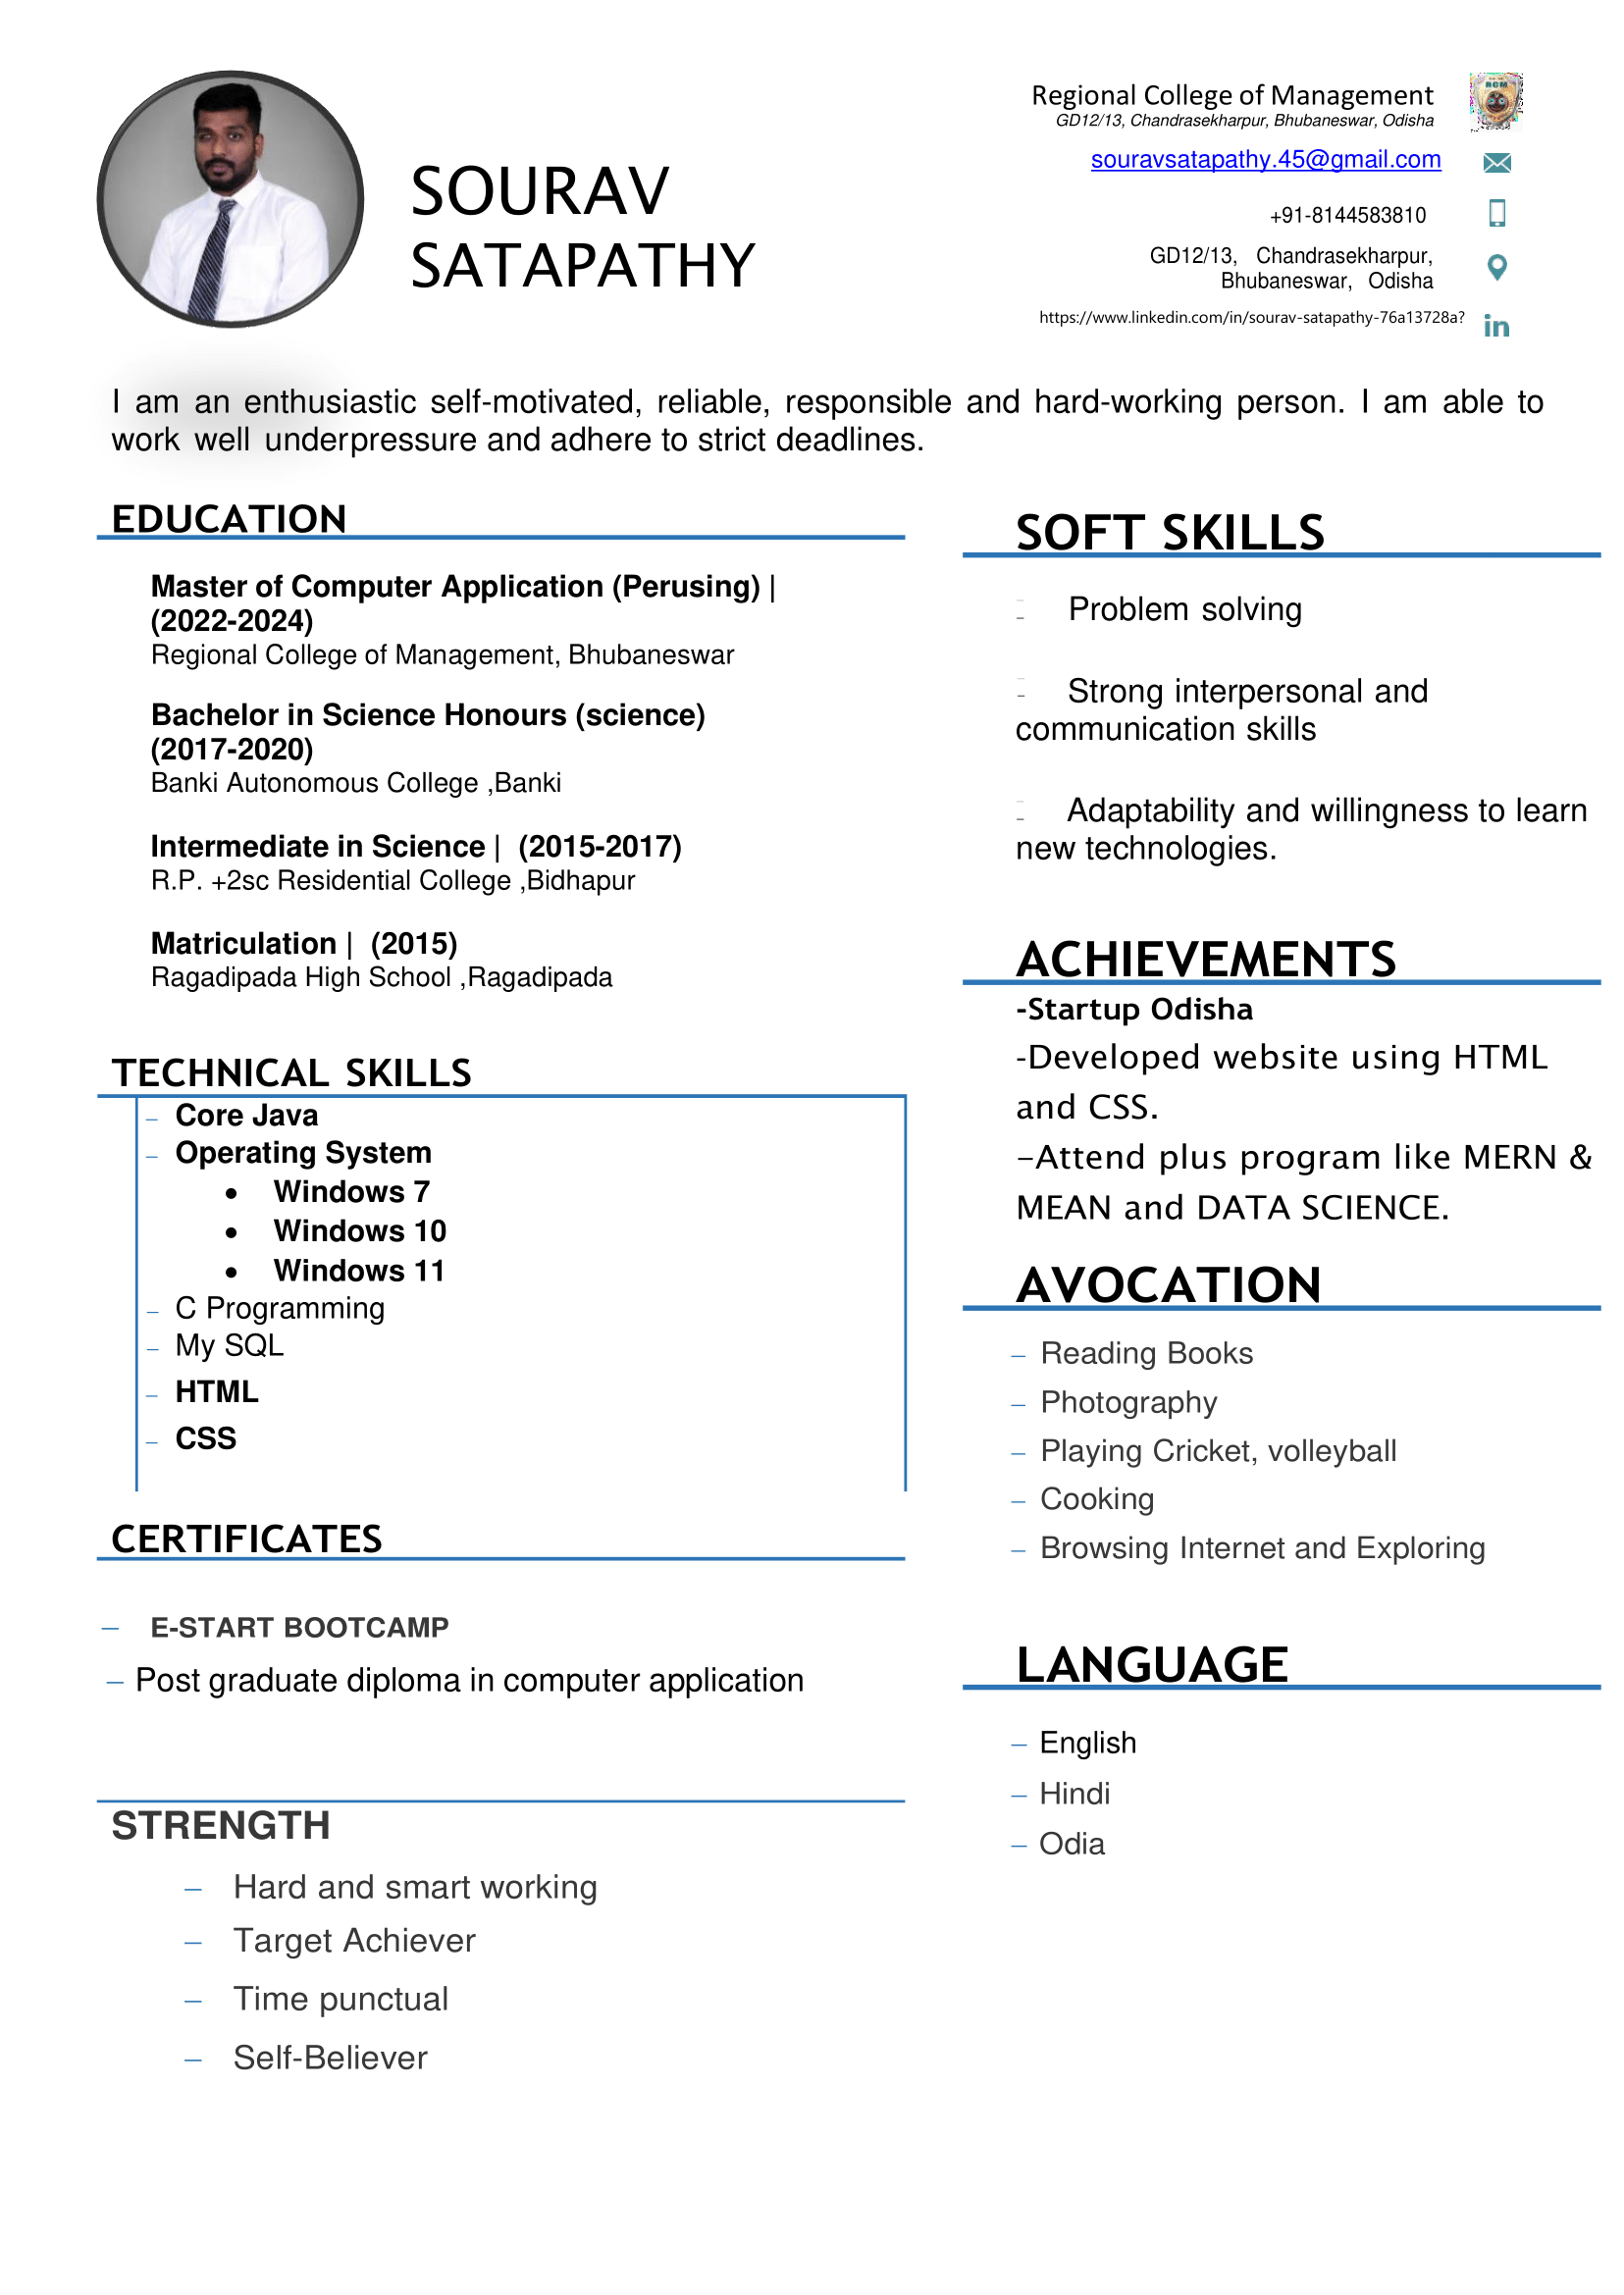 SOURAV
SATAPATHY
Regional College of Management
GD12/13, Chandrasekharpur, Bhubaneswar, Odisha
souravsatapathy.45@gmail.com
+91-8144583810
GD12/13, Chandrasekharpur,
Bhubaneswar, Odisha
https://www.linkedin.com/in/sourav-satapathy-76a13728a?
in
I am an enthusiastic self-motivated, reliable, responsible and hard-working person. I am able to
work well underpressure and adhere to strict deadlines.
EDUCATION
Master of Computer Application (Perusing) |
(2022-2024)
Regional College of Management, Bhubaneswar
Bachelor in Science Honours (science)
(2017-2020)
Banki Autonomous College ,Banki
Intermediate in Science | (2015-2017)
R.P. +2sc Residential College ,Bidhapur
Matriculation | (2015)
Ragadipada High School ,Ragadipada
TECHNICAL SKILLS
– Core Java
– Operating System
• Windows 7
• Windows 10
• Windows 11
– C Programming
– My SQL
– HTML
– CSS
CERTIFICATES
– E-START BOOTCAMP
– Post graduate diploma in computer application
STRENGTH
– Hard and smart working
– Target Achiever
– Time punctual
– Self-Believer
SOFT SKILLS
- Problem solving
- Strong interpersonal and
communication skills
- Adaptability and willingness to learn
new technologies.
ACHIEVEMENTS
-Startup Odisha
-Developed website using HTML
and CSS.
–Attend plus program like MERN &
MEAN and DATA SCIENCE.
AVOCATION
– Reading Books
– Photography
– Playing Cricket, volleyball
– Cooking
– Browsing Internet and Exploring
LANGUAGE
– English
– Hindi
– Odia